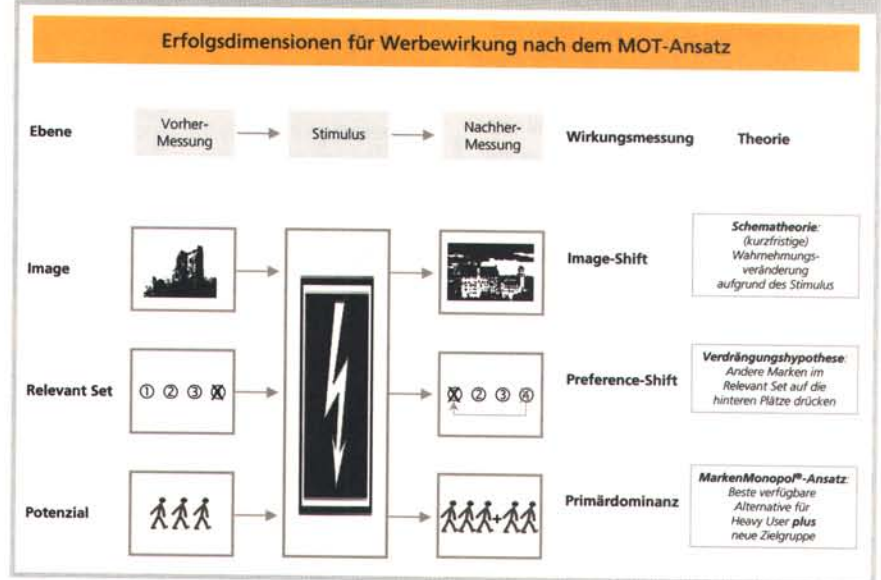 Erfolgsdimensionen für Werbewirkung nach dem MOT-Ansatz
Ebene
Vorher-
Messung
Stimulus
Nachher-
Messung
Wirkungsmessung
Theorie
Image
Image-Shift
Schematheorie:
(kurzfristige)
Wahrnehmungs-
veränderung
aufgrund des Stimulus
Relevant Set
① ② ③ X
X ② ③ ④
Preference-Shift
Verdrängungshypothese:
Andere Marken im
Relevant Set auf die
hinteren Plätze drücken
Potenzial
+
Primärdominanz
MarkenMonopol®-Ansatz:
Beste verfügbare
Alternative für
Heavy User plus
neue Zielgruppe